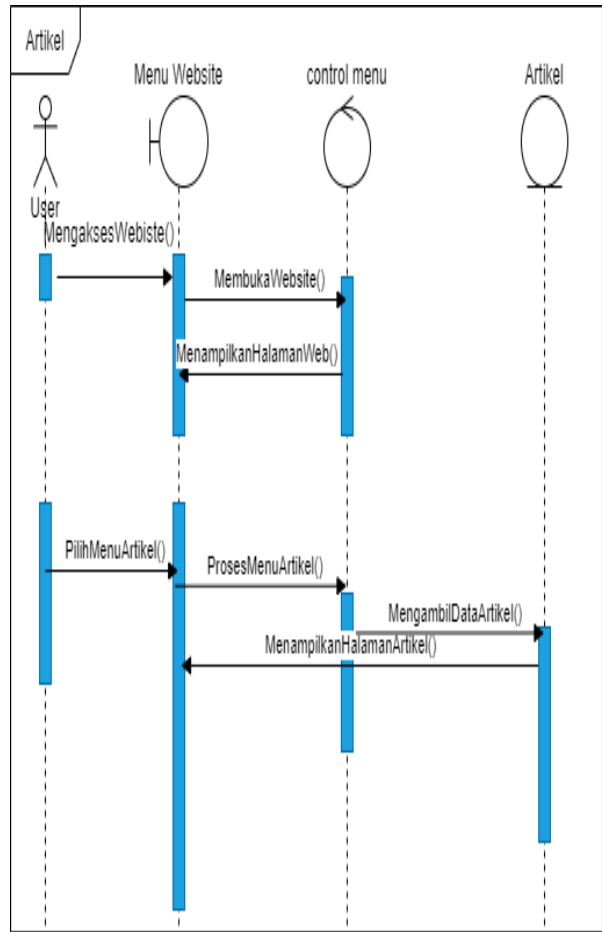 Artikel
Menu Website
control menu
Artikel
User
MengaksesWebiste()
MembukaWebsite()
MenampilkanHalamanWeb()
PilihMenuArtikel()
ProsesMenuArtikel()
MengambilDataArtikel()
MenampilkanHalamanArtikel()